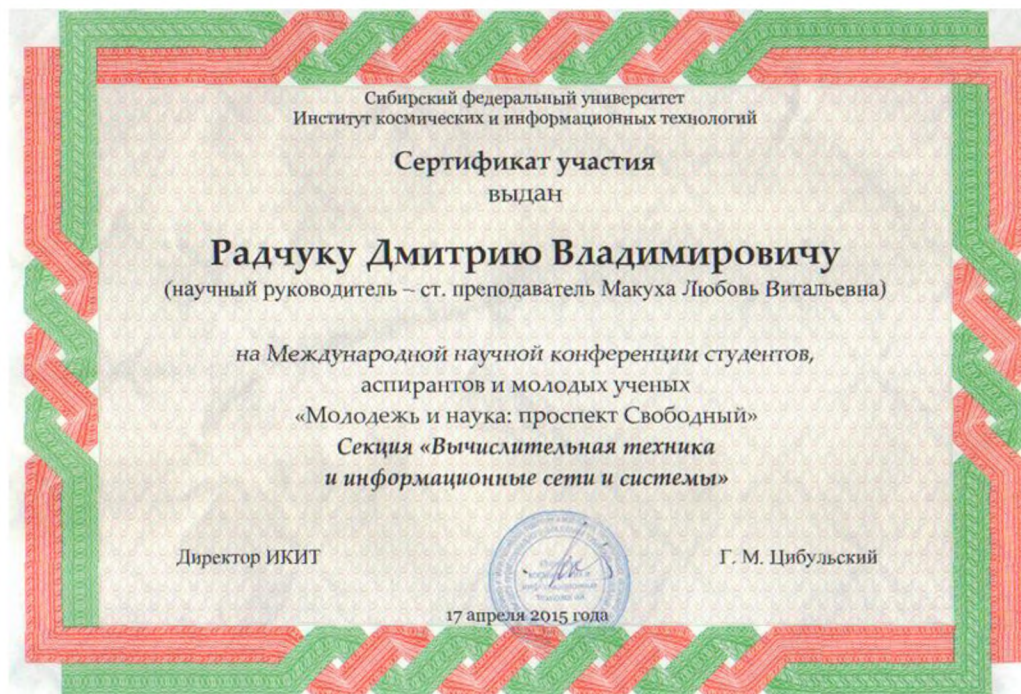 Сибирский федеральный университет
Институт космических и информационных технологий
Сертификат участия
выдан
Радчуку Дмитрию Владимировичу
(научный руководитель – ст. преподаватель Макуха Любовь Витальевна)
на Международной научной конференции студентов,
аспирантов и молодых ученых
«Молодежь и наука: проспект Свободный»
Секция «Вычислительная техника
и информационные сети и системы»
Директор ИКИТ
Г. М. Цибульский
17 апреля 2015 года